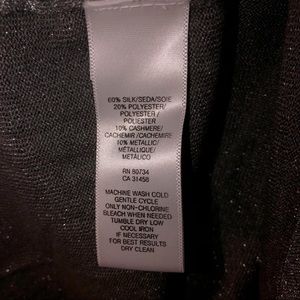 60% SILK/SEDA/SOIE
20% POLYESTER/
POLYESTER /
POLIESTER
10% CASHMERE/
CACHEMIR /CACHEMIRE
10% METALLIC/
MÉTALLIQUE/
METÁLICO
RN 80734
CA 31458
MACHINE WASH COLD
GENTLE CYCLE
ONLY NON-CHLORINE
BLEACH WHEN NEEDED
TUMBLE DRY LOW
COOL IRON
IF NECESSARY
FOR BEST RESULTS
DRY CLEAN